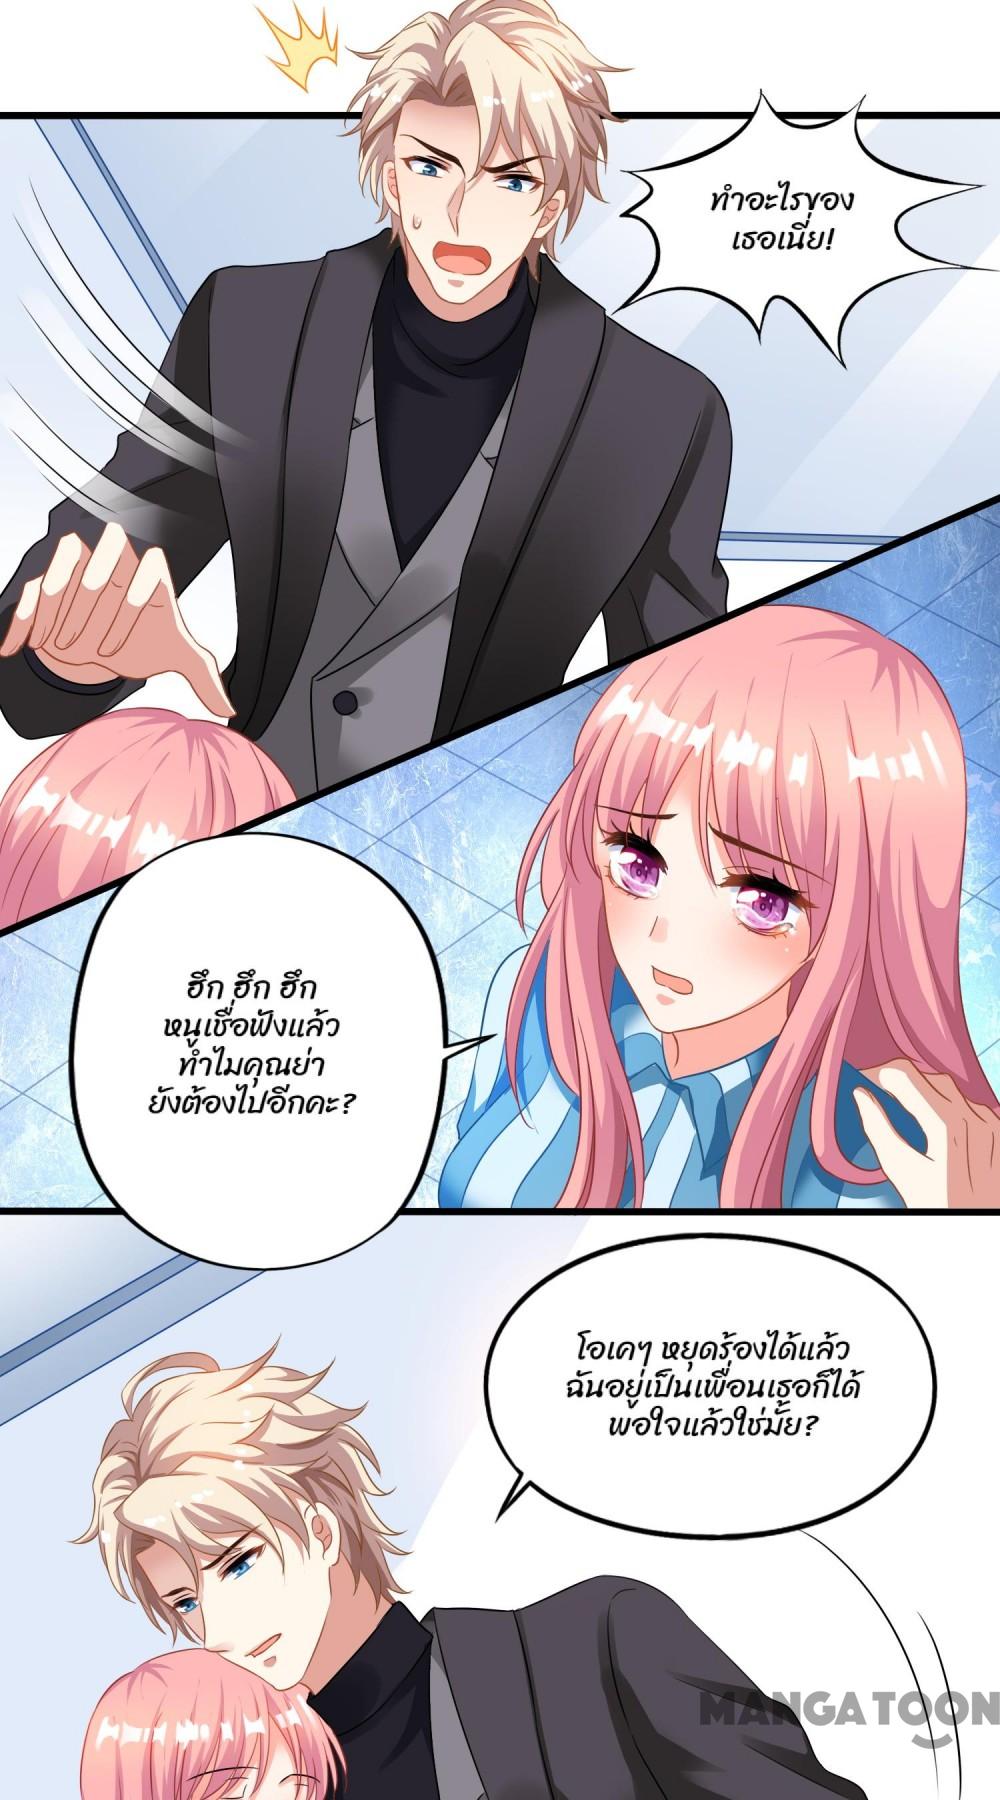 ทำอะไรของ
เธอเนี่ย!
ฮึก ฮึก ฮึก
หนูเชื่อฟังแล้ว
ทำไมคุณย่า
ยังต้องไปอีกคะ?
โอเคๆ หยุดร้องได้แล้ว
ฉันอยู่เป็นเพื่อนเธอก็ได้
พอใจแล้วใช่มั้ย?
MANGATOON